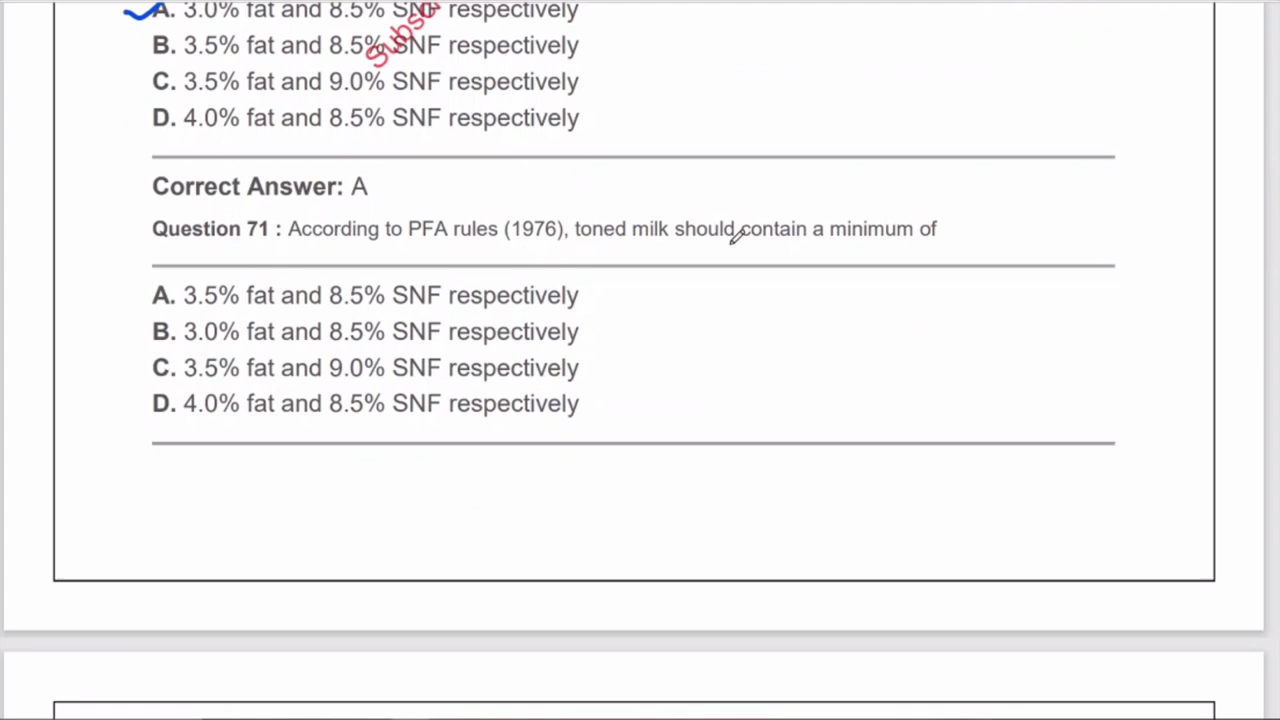 A. 3.0% fat and 8.5% SNF respectively
B. 3.5% fat and 8.5% SNF respectively
C. 3.5% fat and 9.0% SNF respectively
D. 4.0% fat and 8.5% SNF respectively
Correct Answer: A
Question 71 : According to PFA rules (1976), toned milk should contain a minimum of
A. 3.5% fat and 8.5% SNF respectively
B. 3.0% fat and 8.5% SNF respectively
C. 3.5% fat and 9.0% SNF respectively
D. 4.0% fat and 8.5% SNF respectively